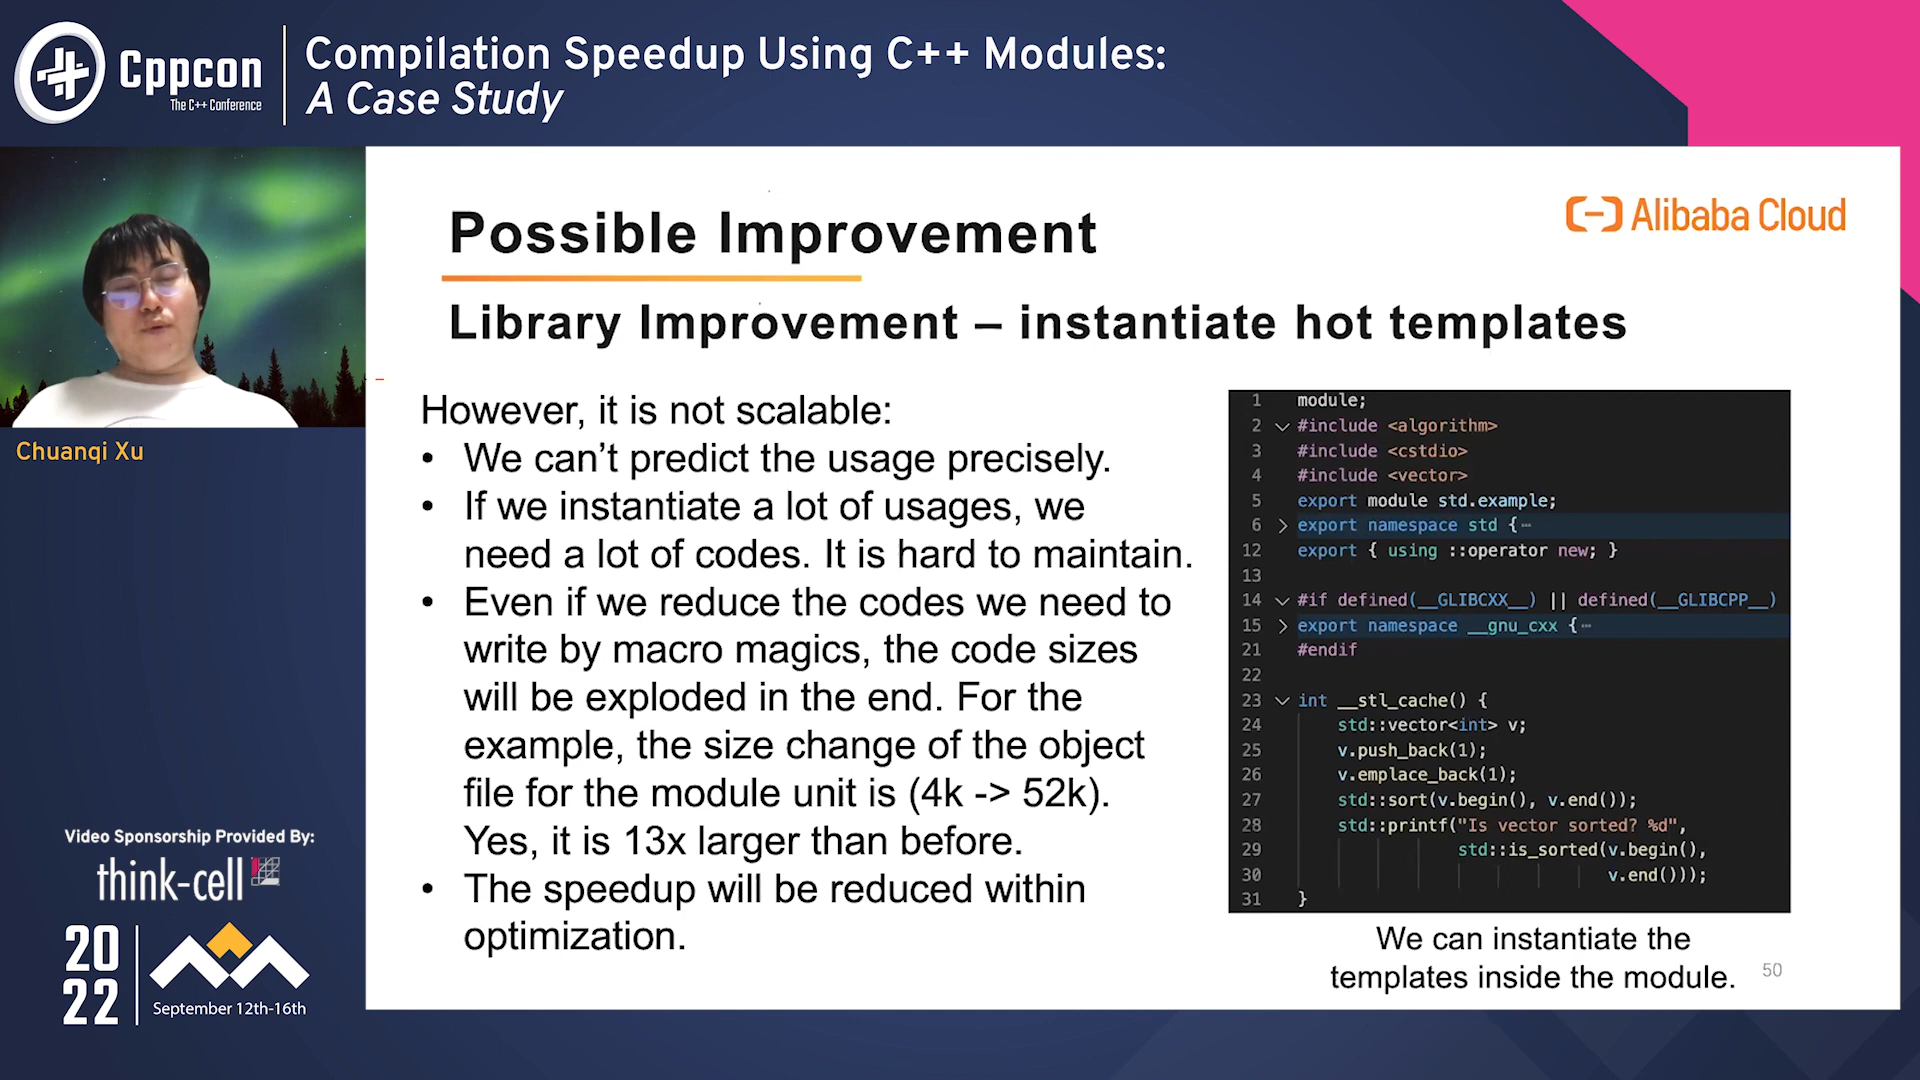 Cppcon
The C++ Conference
Compilation Speedup Using C++ Modules:
A Case Study
Chuanqi Xu
Video Sponsorship Provided By:
think-cell
2022
September 12th-16th
Alibaba Cloud
Possible Improvement
Library Improvement – instantiate hot templates
However, it is not scalable:
• We can’t predict the usage precisely.
• If we instantiate a lot of usages, we
need a lot of codes. It is hard to maintain.
• Even if we reduce the codes we need to
write by macro magics, the code sizes
will be exploded in the end. For the
example, the size change of the object
file for the module unit is (4k -> 52k).
Yes, it is 13x larger than before.
• The speedup will be reduced within
optimization.
1 module;
2 #include <algorithm>
3 #include <cstdio>
4 #include <vector>
5 export module std.example;
6 export namespace std {⋯
12 export { using ::operator new; }
13
14 #if defined(__GLIBCXX__) || defined(__GLIBCPP__)
15 export namespace __gnu_cxx {⋯
21 #endif
22
23 int __stl_cache() {
24 std::vector<int> v;
25 v.push_back(1);
26 v.emplace_back(1);
27 std::sort(v.begin(), v.end());
28 std::printf("Is vector sorted? %d",
29 std::is_sorted(v.begin(),
30 v.end()));
31 }
We can instantiate the
templates inside the module.
50